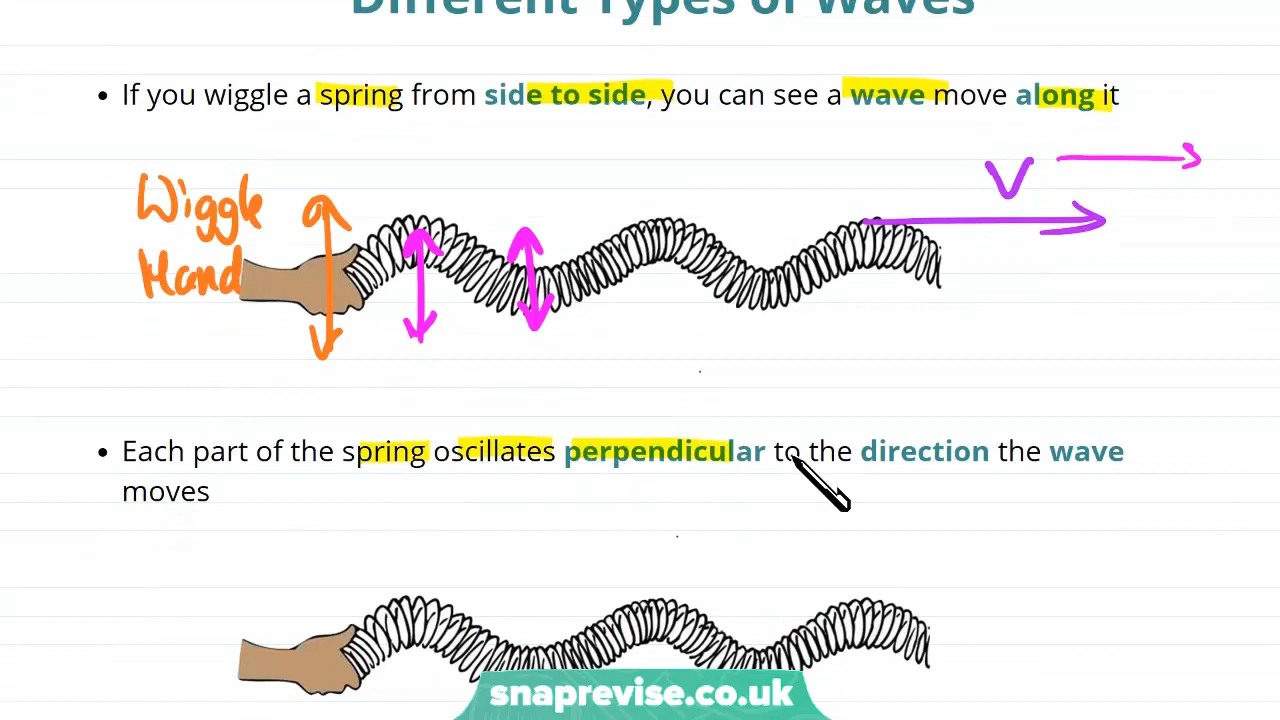 Different Types of Waves
If you wiggle a spring from side to side, you can see a wave move along it
V
Wiggle
Hand
Each part of the spring oscillates perpendicular to the direction the wave
moves
snaprevise.co.uk